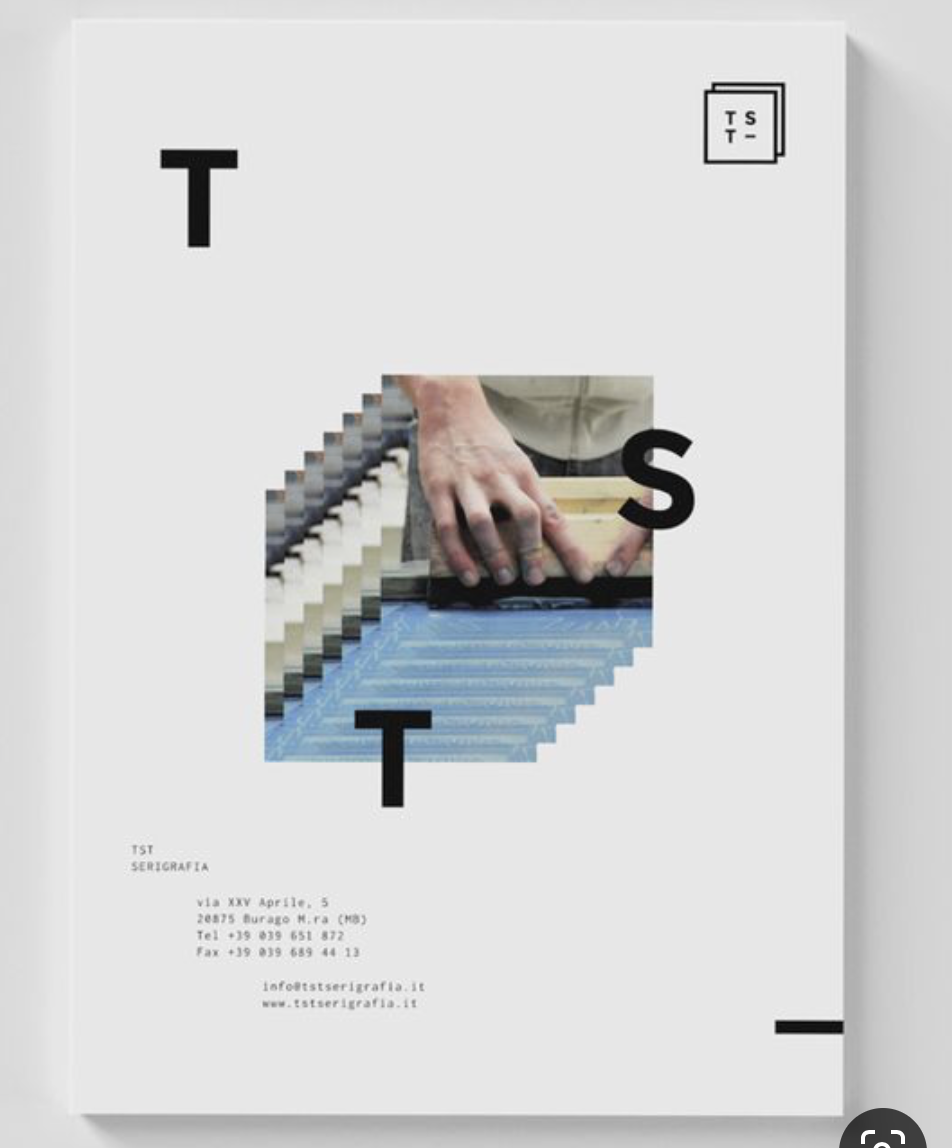 T
T S
T –
S
T
TST
SERIGRAFIA
via XXV Aprile, 5
20875 Burago M.ra (MB)
Tel +39 039 651 872
Fax +39 039 689 44 13
info@tstserigrafia.it
www.tstserigrafia.it